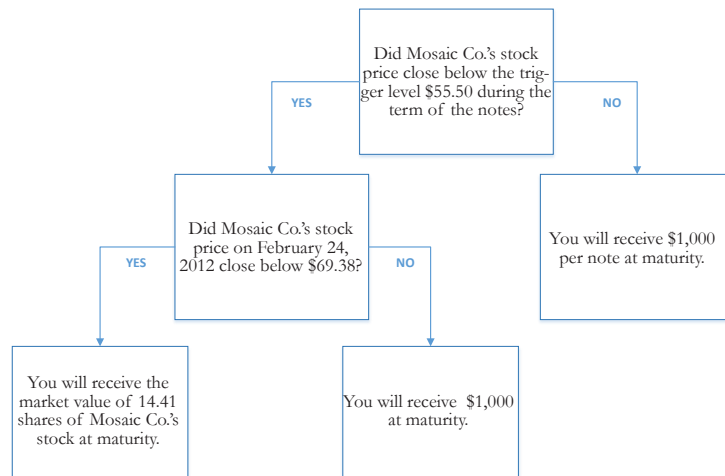 Did Mosaic Co.'s stock
price close below the trig-
ger level $55.50 during the
term of the notes?
YES
NO
Did Mosaic Co.'s stock
price on February 24,
2012 close below $69.38?
You will receive $1,000
per note at maturity.
YES
NO
You will receive the
market value of 14.41
shares of Mosaic Co.'s
stock at maturity.
You will receive $1,000
at maturity.